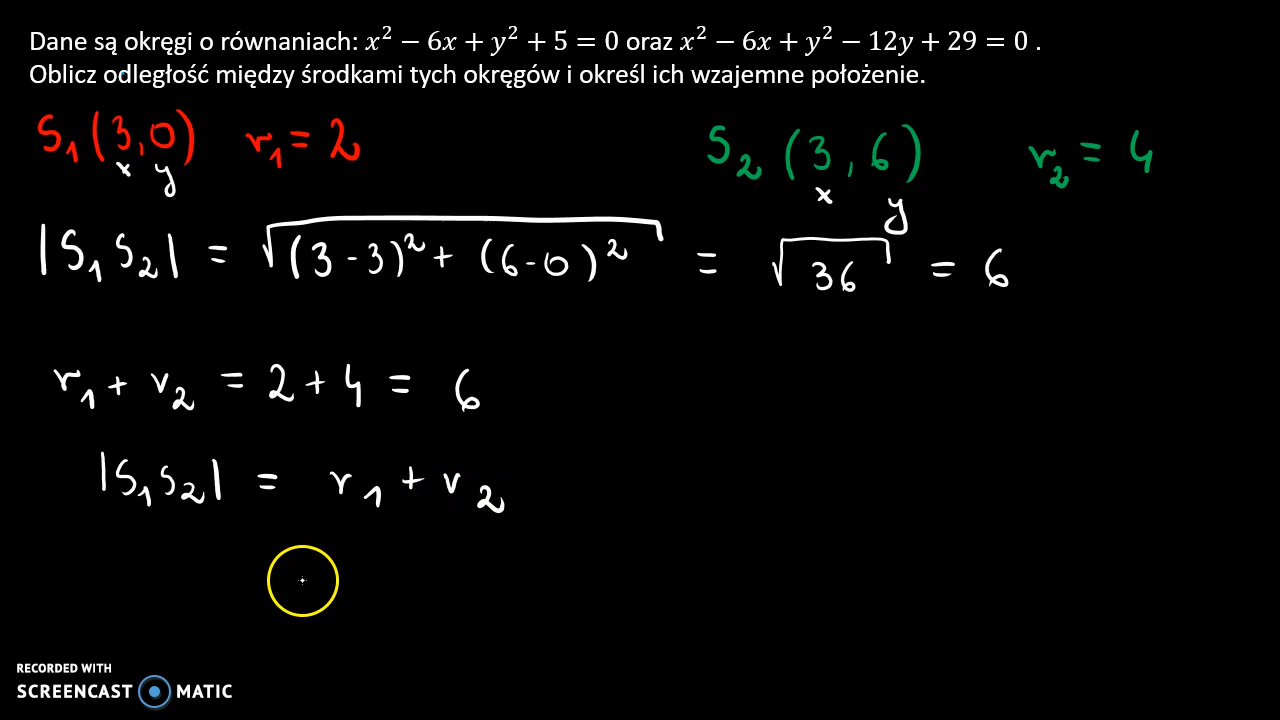 Dane są okręgi o równaniach: x² − 6x + y² + 5 = 0 oraz x² − 6x + y² − 12y + 29 = 0 .
Oblicz odległość między środkami tych okręgów i określ ich wzajemne położenie.
S₁ (3,0) r₁ = 2 S₂ (3,6) r₂ = 4
x y x y
|S₁ S₂| = √((3-3)² + (6-0)²) = √36 = 6
r₁ + r₂ = 2 + 4 = 6
|S₁S₂| = r₁ + r₂
RECORDED WITH
SCREENCAST MATIC